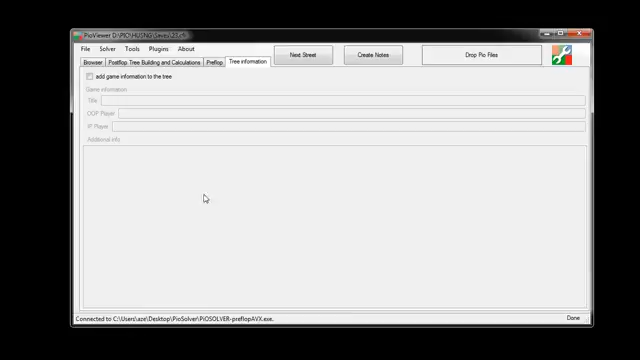 PioViewer D:\PIO\HUSNG\Saves\23.cfr
File Solver Tools Plugins About
Next Street Create Notes Drop Pio Files
Browser Postflop Tree Building and Calculations Preflop Tree information
add game information to the tree
Game information
Title
OOP Player
IP Player
Additional info
Connected to C:\Users\aze\Desktop\PioSolver\PiOSOLVER-preflopAVX.exe. Done